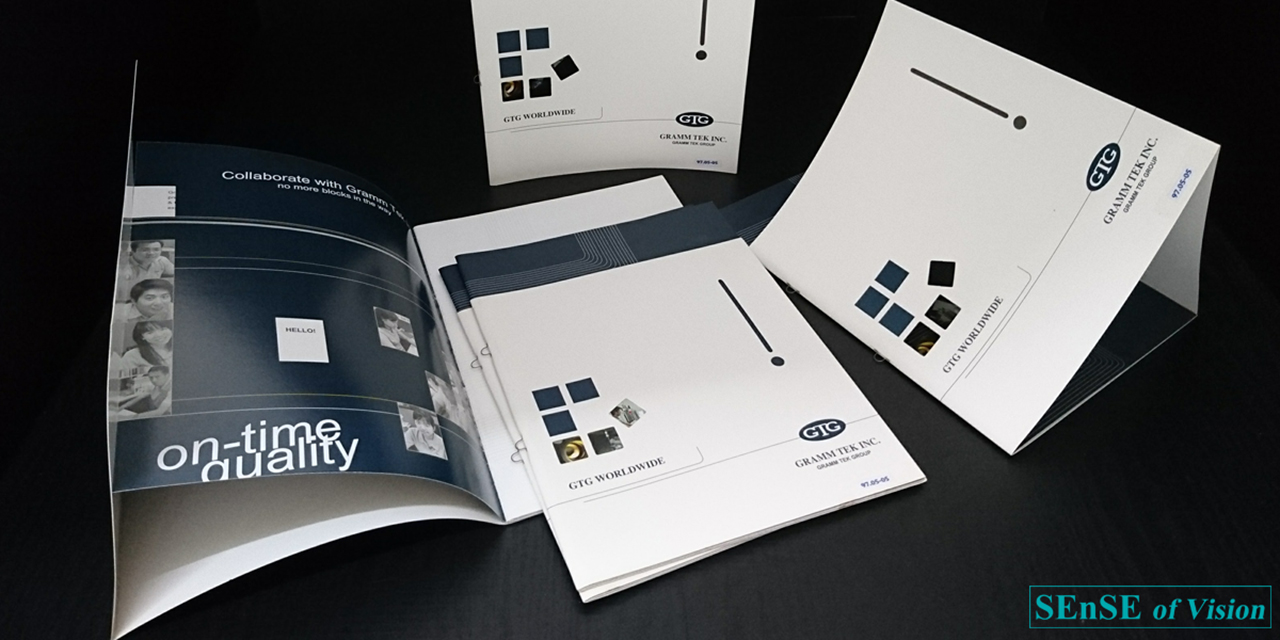 GTG WORLDWIDE
GTG
GRAMM TEK INC.
GRAMM TEK GROUP
97.05-05
GTG
GRAMM TEK INC.
GRAMM TEK GROUP
97.05-05
GTG WORLDWIDE
Collaborate with Gramm Tek
no more blocks in the way
HELLO!
on-time
quality
GTG WORLDWIDE
GTG
GRAMM TEK INC.
GRAMM TEK GROUP
97.05-05
SEnSE of Vision